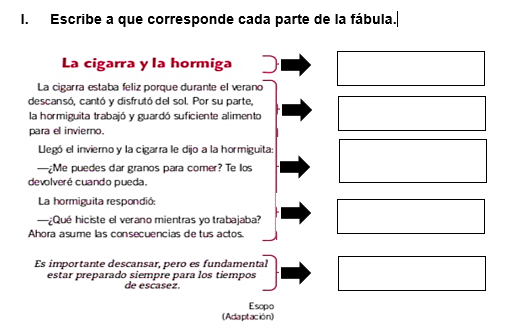 I. Escribe a que corresponde cada parte de la fábula.
La cigarra y la hormiga
La cigarra estaba feliz porque durante el verano
descansó, cantó y disfrutó del sol. Por su parte,
la hormiguita trabajó y guardó suficiente alimento
para el invierno.
Llegó el invierno y la cigarra le dijo a la hormiguita:
—¿Me puedes dar granos para comer? Te los
devolveré cuando pueda.
La hormiguita respondió:
—¿Qué hiciste el verano mientras yo trabajaba?
Ahora asume las consecuencias de tus actos.
Es importante descansar, pero es fundamental
estar preparado siempre para los tiempos
de escasez.
Esopo
(Adaptación)